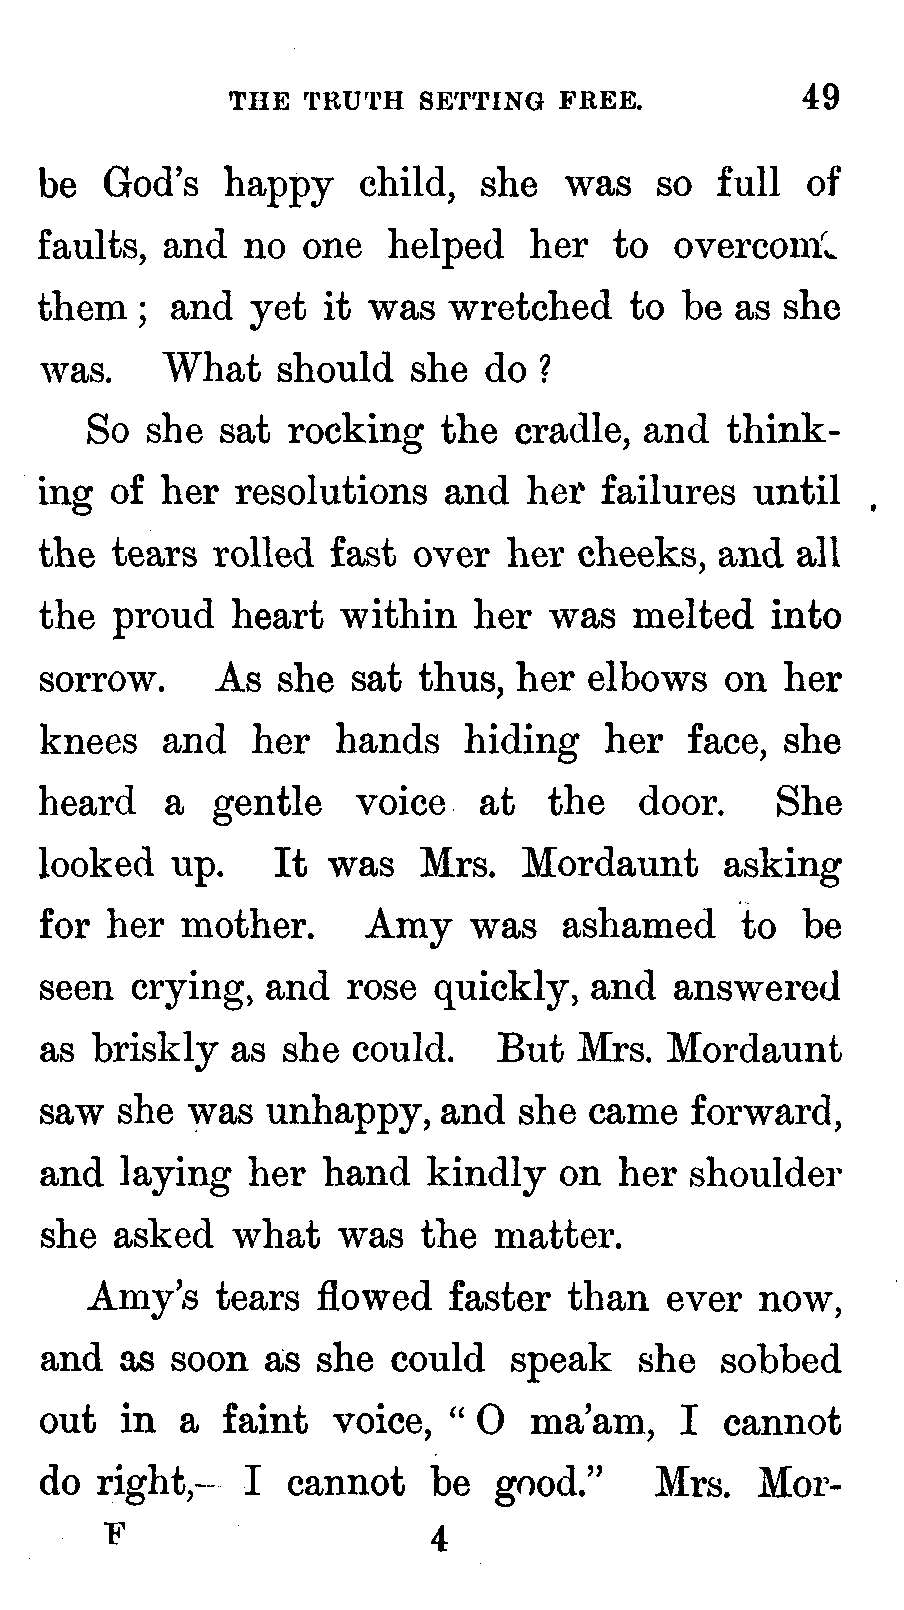 THE TRUTH SETTING FREE. 49
be God's happy child, she was so full of
faults, and no one helped her to overcome
them ; and yet it was wretched to be as she
was. What should she do ?
So she sat rocking the cradle, and think-
ing of her resolutions and her failures until
the tears rolled fast over her cheeks, and all
the proud heart within her was melted into
sorrow. As she sat thus, her elbows on her
knees and her hands hiding her face, she
heard a gentle voice at the door. She
looked up. It was Mrs. Mordaunt asking
for her mother. Amy was ashamed to be
seen crying, and rose quickly, and answered
as briskly as she could. But Mrs. Mordaunt
saw she was unhappy, and she came forward,
and laying her hand kindly on her shoulder
she asked what was the matter.
Amy's tears flowed faster than ever now,
and as soon as she could speak she sobbed
out in a faint voice, “ O ma'am, I cannot
do right,— I cannot be good.” Mrs. Mor-
F 4